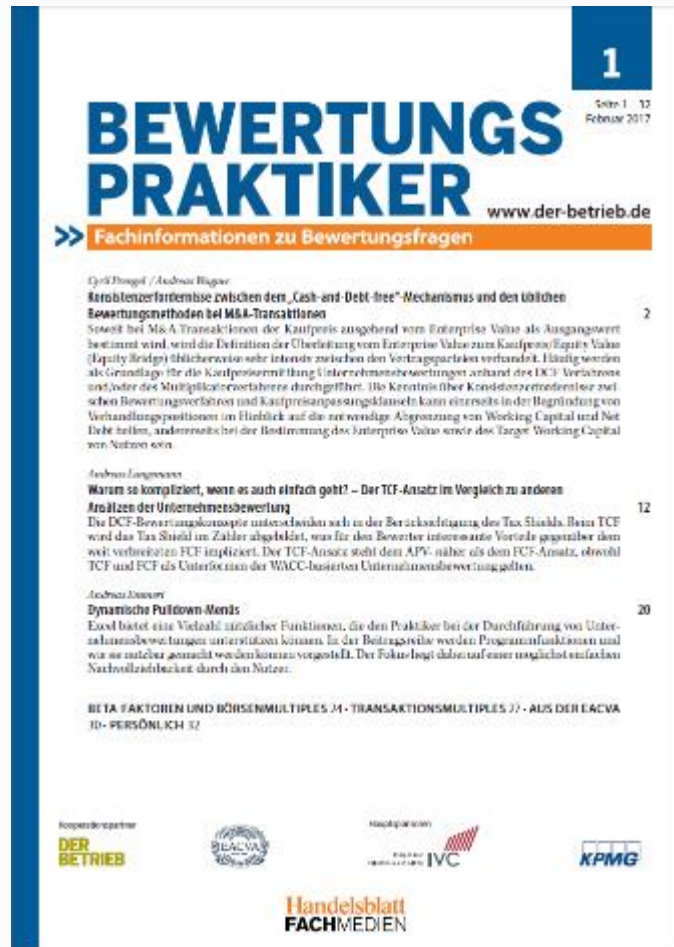 1
Seite 1 - 32
Februar 2017
BEWERTUNGS
PRAKTIKER
www.der-betrieb.de
>> Fachinformationen zu Bewertungsfragen
Cyril Prengel / Andreas Wagner
Konsistenzerfordernisse zwischen dem „Cash-and-Debt-free“-Mechanismus und den üblichen
Bewertungsmethoden bei M&A-Transaktionen 2
Soweit bei M&A Transaktionen der Kaufpreis ausgehend vom Enterprise Value als Ausgangswert
bestimmt wird, wird die Definition der Überleitung vom Enterprise Value zum Kaufpreis/Equity Value
(Equity Bridge) üblicherweise sehr intensiv zwischen den Vertragsparteien verhandelt. Häufig werden
als Grundlage für die Kaufpreisermittlung Unternehmensbewertungen anhand des DCF Verfahrens
und/oder des Multiplikatorverfahrens durchgeführt. Die Kenntnis über Konsistenzerfordernisse zwi-
schen Bewertungsverfahren und Kaufpreisanpassungsklauseln kann einerseits in der Begründung von
Verhandlungspositionen im Hinblick auf die notwendige Abgrenzung von Working Capital und Net
Debt helfen, andererseits bei der Bestimmung des Enterprise Value sowie des Target Working Capital
von Nutzen sein.
Andreas
Warum so kompliziert, wenn es auch einfach geht? – Der TCF-Ansatz im Vergleich zu anderen
Ansätzen der Unternehmensbewertung 12
Die DCF-Bewertungskonzepte unterscheiden sich in der Berücksichtigung des Tax Shields. Beim TCF
wird das Tax Shield im Zähler abgebildet, was für den Bewerter interessante Vorteile gegenüber dem
weit verbreiteten FCF impliziert. Der TCF-Ansatz steht dem APV- näher als dem FCF-Ansatz, obwohl
TCF und FCF als Unterformen der WACC-basierten Unternehmensbewertung gelten.
Andreas Emmert
Dynamische Pulldown-Menüs 20
Excel bietet eine Vielzahl nützlicher Funktionen, die den Praktiker bei der Durchführung von Unter-
nehmensbewertungen unterstützen können. In der Beitragsreihe werden Programmfunktionen und
wie sie nutzbar gemacht werden können vorgestellt. Der Fokus liegt dabei auf einer möglichst einfachen
Nachvollziehbarkeit durch den Nutzer.
BETA FAKTOREN UND BÖRSENMULTIPLES 24 • TRANSAKTIONSMULTIPLES 27 • AUS DER EACVA
30 • PERSÖNLICH 32
Kooperationspartner
Hauptsponsoren
DER
BETRIEB
EACVA
IVC
KPMG
Handelsblatt
FACHMEDIEN